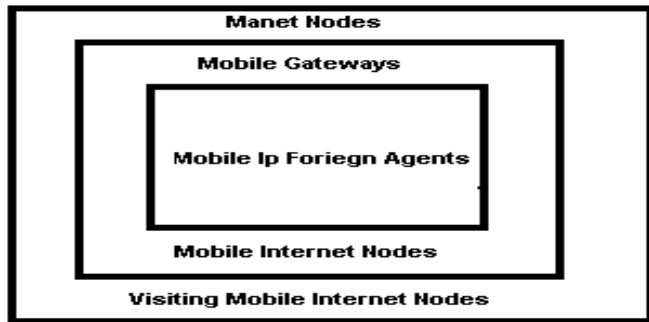 Manet Nodes
Mobile Gateways
Mobile Ip Foriegn Agents
Mobile Internet Nodes
Visiting Mobile Internet Nodes